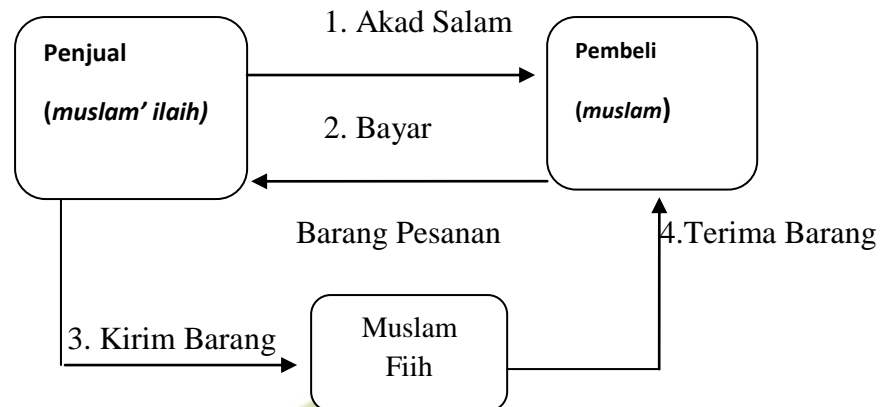 1. Akad Salam
Penjual
(muslam’ ilaih)
Pembeli
(muslam)
2. Bayar
Barang Pesanan
4.Terima Barang
3. Kirim Barang
Muslam
Fiih